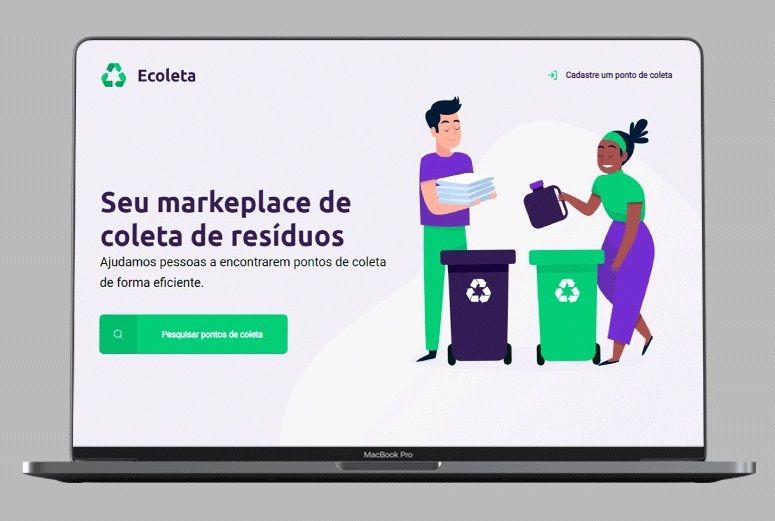 Ecoleta
Cadastre um ponto de coleta
Seu markeplace de
coleta de resíduos
Ajudamos pessoas a encontrarem pontos de coleta
de forma eficiente.
Pesquisar pontos de coleta
MacBook Pro